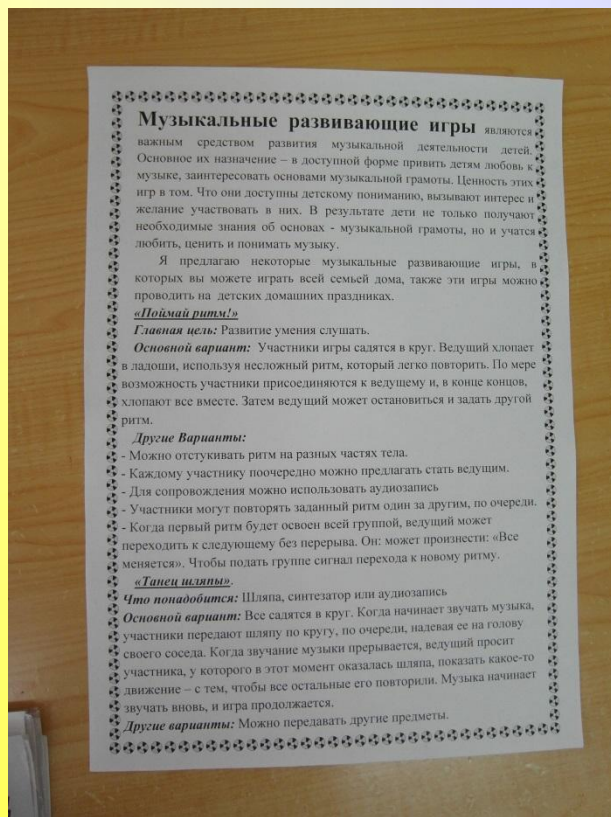 Музыкальные развивающие игры являются
важным средством развития музыкальной деятельности детей.
Основное их назначение – в доступной форме привить детям любовь к
музыке, заинтересовать основами музыкальной грамоты. Ценность этих
игр в том. Что они доступны детскому пониманию, вызывают интерес и
желание участвовать в них. В результате дети не только получают
необходимые знания об основах - музыкальной грамоты, но и учатся
любить, ценить и понимать музыку.
Я предлагаю некоторые музыкальные развивающие игры, в
которых вы можете играть всей семьей дома, также эти игры можно
проводить на детских домашних праздниках.
«Поймай ритм!»
Главная цель: Развитие умения слушать.
Основной вариант: Участники игры садятся в круг. Ведущий хлопает
в ладоши, используя несложный ритм, который легко повторить. По мере
возможность участники присоединяются к ведущему и, в конце концов,
хлопают все вместе. Затем ведущий может остановиться и задать другой
ритм.
Другие Варианты:
- Можно отстукивать ритм на разных частях тела.
- Каждому участнику поочередно можно предлагать стать ведущим.
- Для сопровождения можно использовать аудиозапись
- Участники могут повторять заданный ритм один за другим, по очереди.
- Когда первый ритм будет освоен всей группой, ведущий может
переходить к следующему без перерыва. Он: может произнести: «Все
меняется». Чтобы подать группе сигнал перехода к новому ритму.
«Танец шляпы».
Что понадобится: Шляпа, синтезатор или аудиозапись
Основной вариант: Все садятся в круг. Когда начинает звучать музыка,
участники передают шляпу по кругу, по очереди, надевая ее на голову
своего соседа. Когда звучание музыки прерывается, ведущий просит
участника, у которого в этот момент оказалась шляпа, показать какое-то
движение – с тем, чтобы все остальные его повторили. Музыка начинает
звучать вновь, и игра продолжается.
Другие варианты: Можно передавать другие предметы.